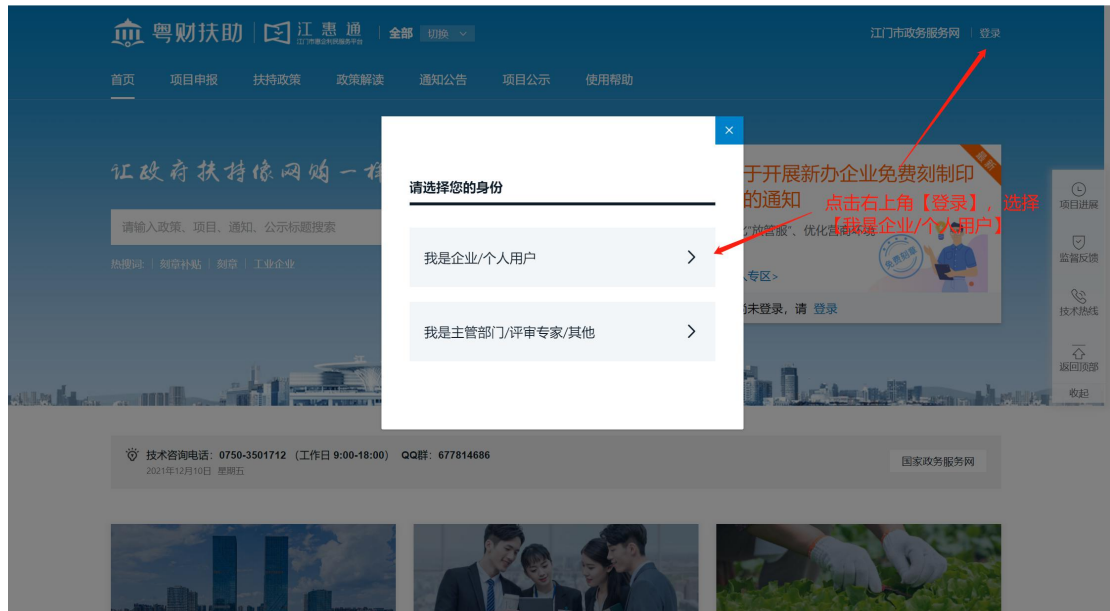 粤财扶助
江惠通
江门市惠企利民服务平台
全部
切换
江门市政务服务网
登录
首页
项目申报
扶持政策
政策解读
通知公告
项目公示
使用帮助
×
让政府扶持像网购一样
请选择您的身份
于开展新办企业免费刻制印
的通知
点击右上角【登录】，选择
【我是企业/个人用户】
请输入政策、项目、通知、公示标题搜索
“放管服”、优化营商环境
免费刻章
热搜词:
刻章补贴
刻章
工业企业
我是企业/个人用户
专区>
未登录，请 登录
我是主管部门/评审专家/其他
项目进展
监督反馈
技术热线
返回顶部
收起
技术咨询电话：0750-3501712 （工作日 9:00-18:00） QQ群：677814686
2021年12月10日 星期五
国家政务服务网